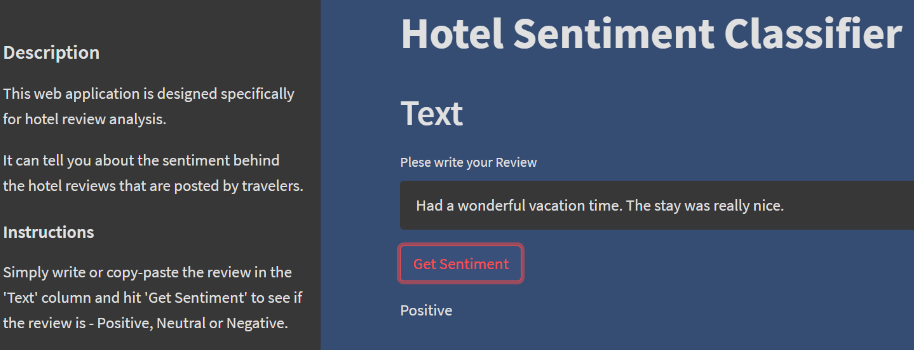 Description
This web application is designed specifically
for hotel review analysis.
It can tell you about the sentiment behind
the hotel reviews that are posted by travelers.
Instructions
Simply write or copy-paste the review in the
'Text' column and hit 'Get Sentiment' to see if
the review is - Positive, Neutral or Negative.
Hotel Sentiment Classifier
Text
Plese write your Review
Had a wonderful vacation time. The stay was really nice.
Get Sentiment
Positive